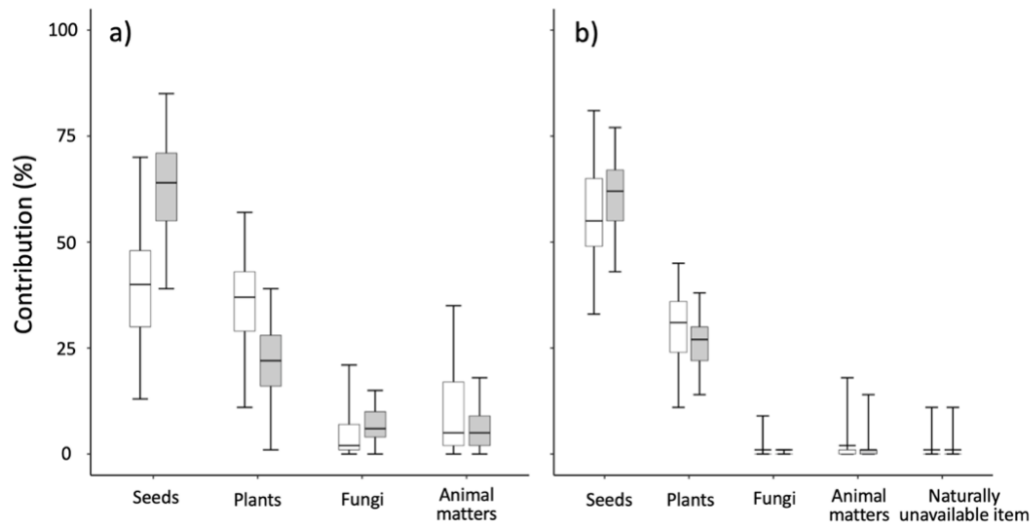 a)
b)
Contribution (%)
100
75
50
25
0
Seeds
Plants
Fungi
Animal
matters
Seeds
Plants
Fungi
Animal
matters
Naturally
unavailable item